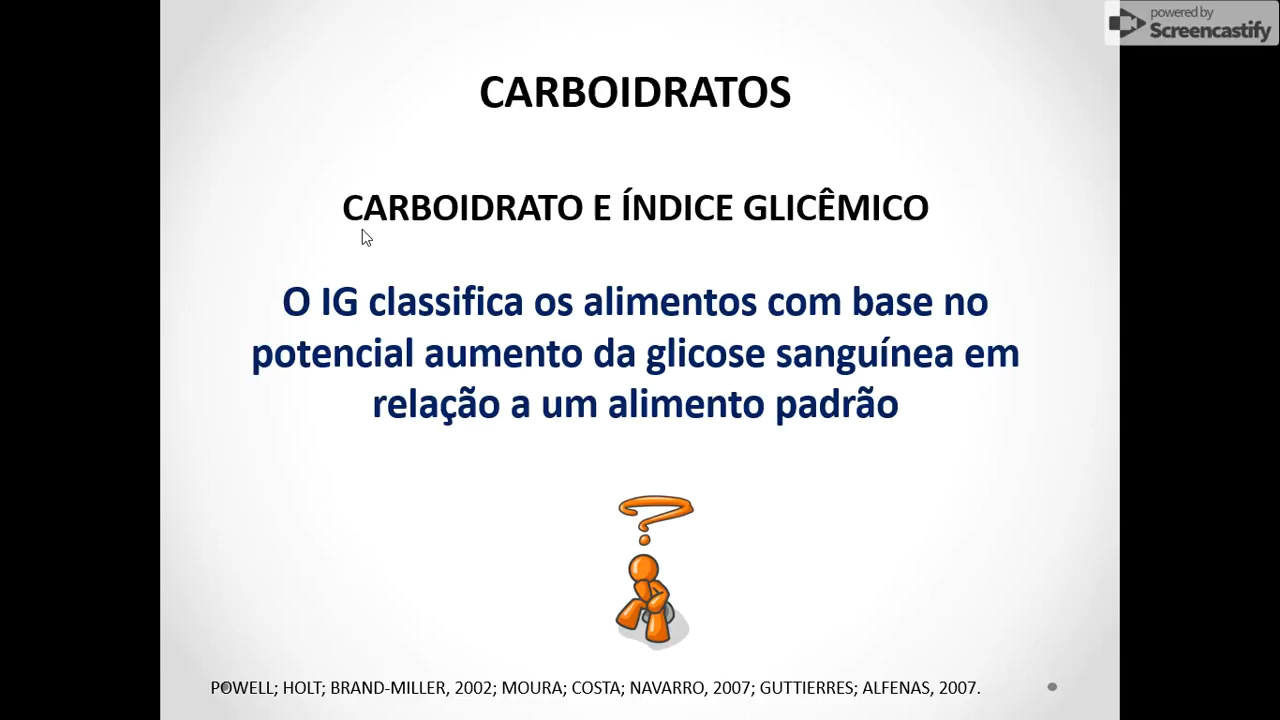 powered by
Screencastify
CARBOIDRATOS
CARBOIDRATO E ÍNDICE GLICÊMICO
O IG classifica os alimentos com base no
potencial aumento da glicose sanguínea em
relação a um alimento padrão
?
POWELL; HOLT; BRAND-MILLER, 2002; MOURA; COSTA; NAVARRO, 2007; GUTTIERRES; ALFENAS, 2007.